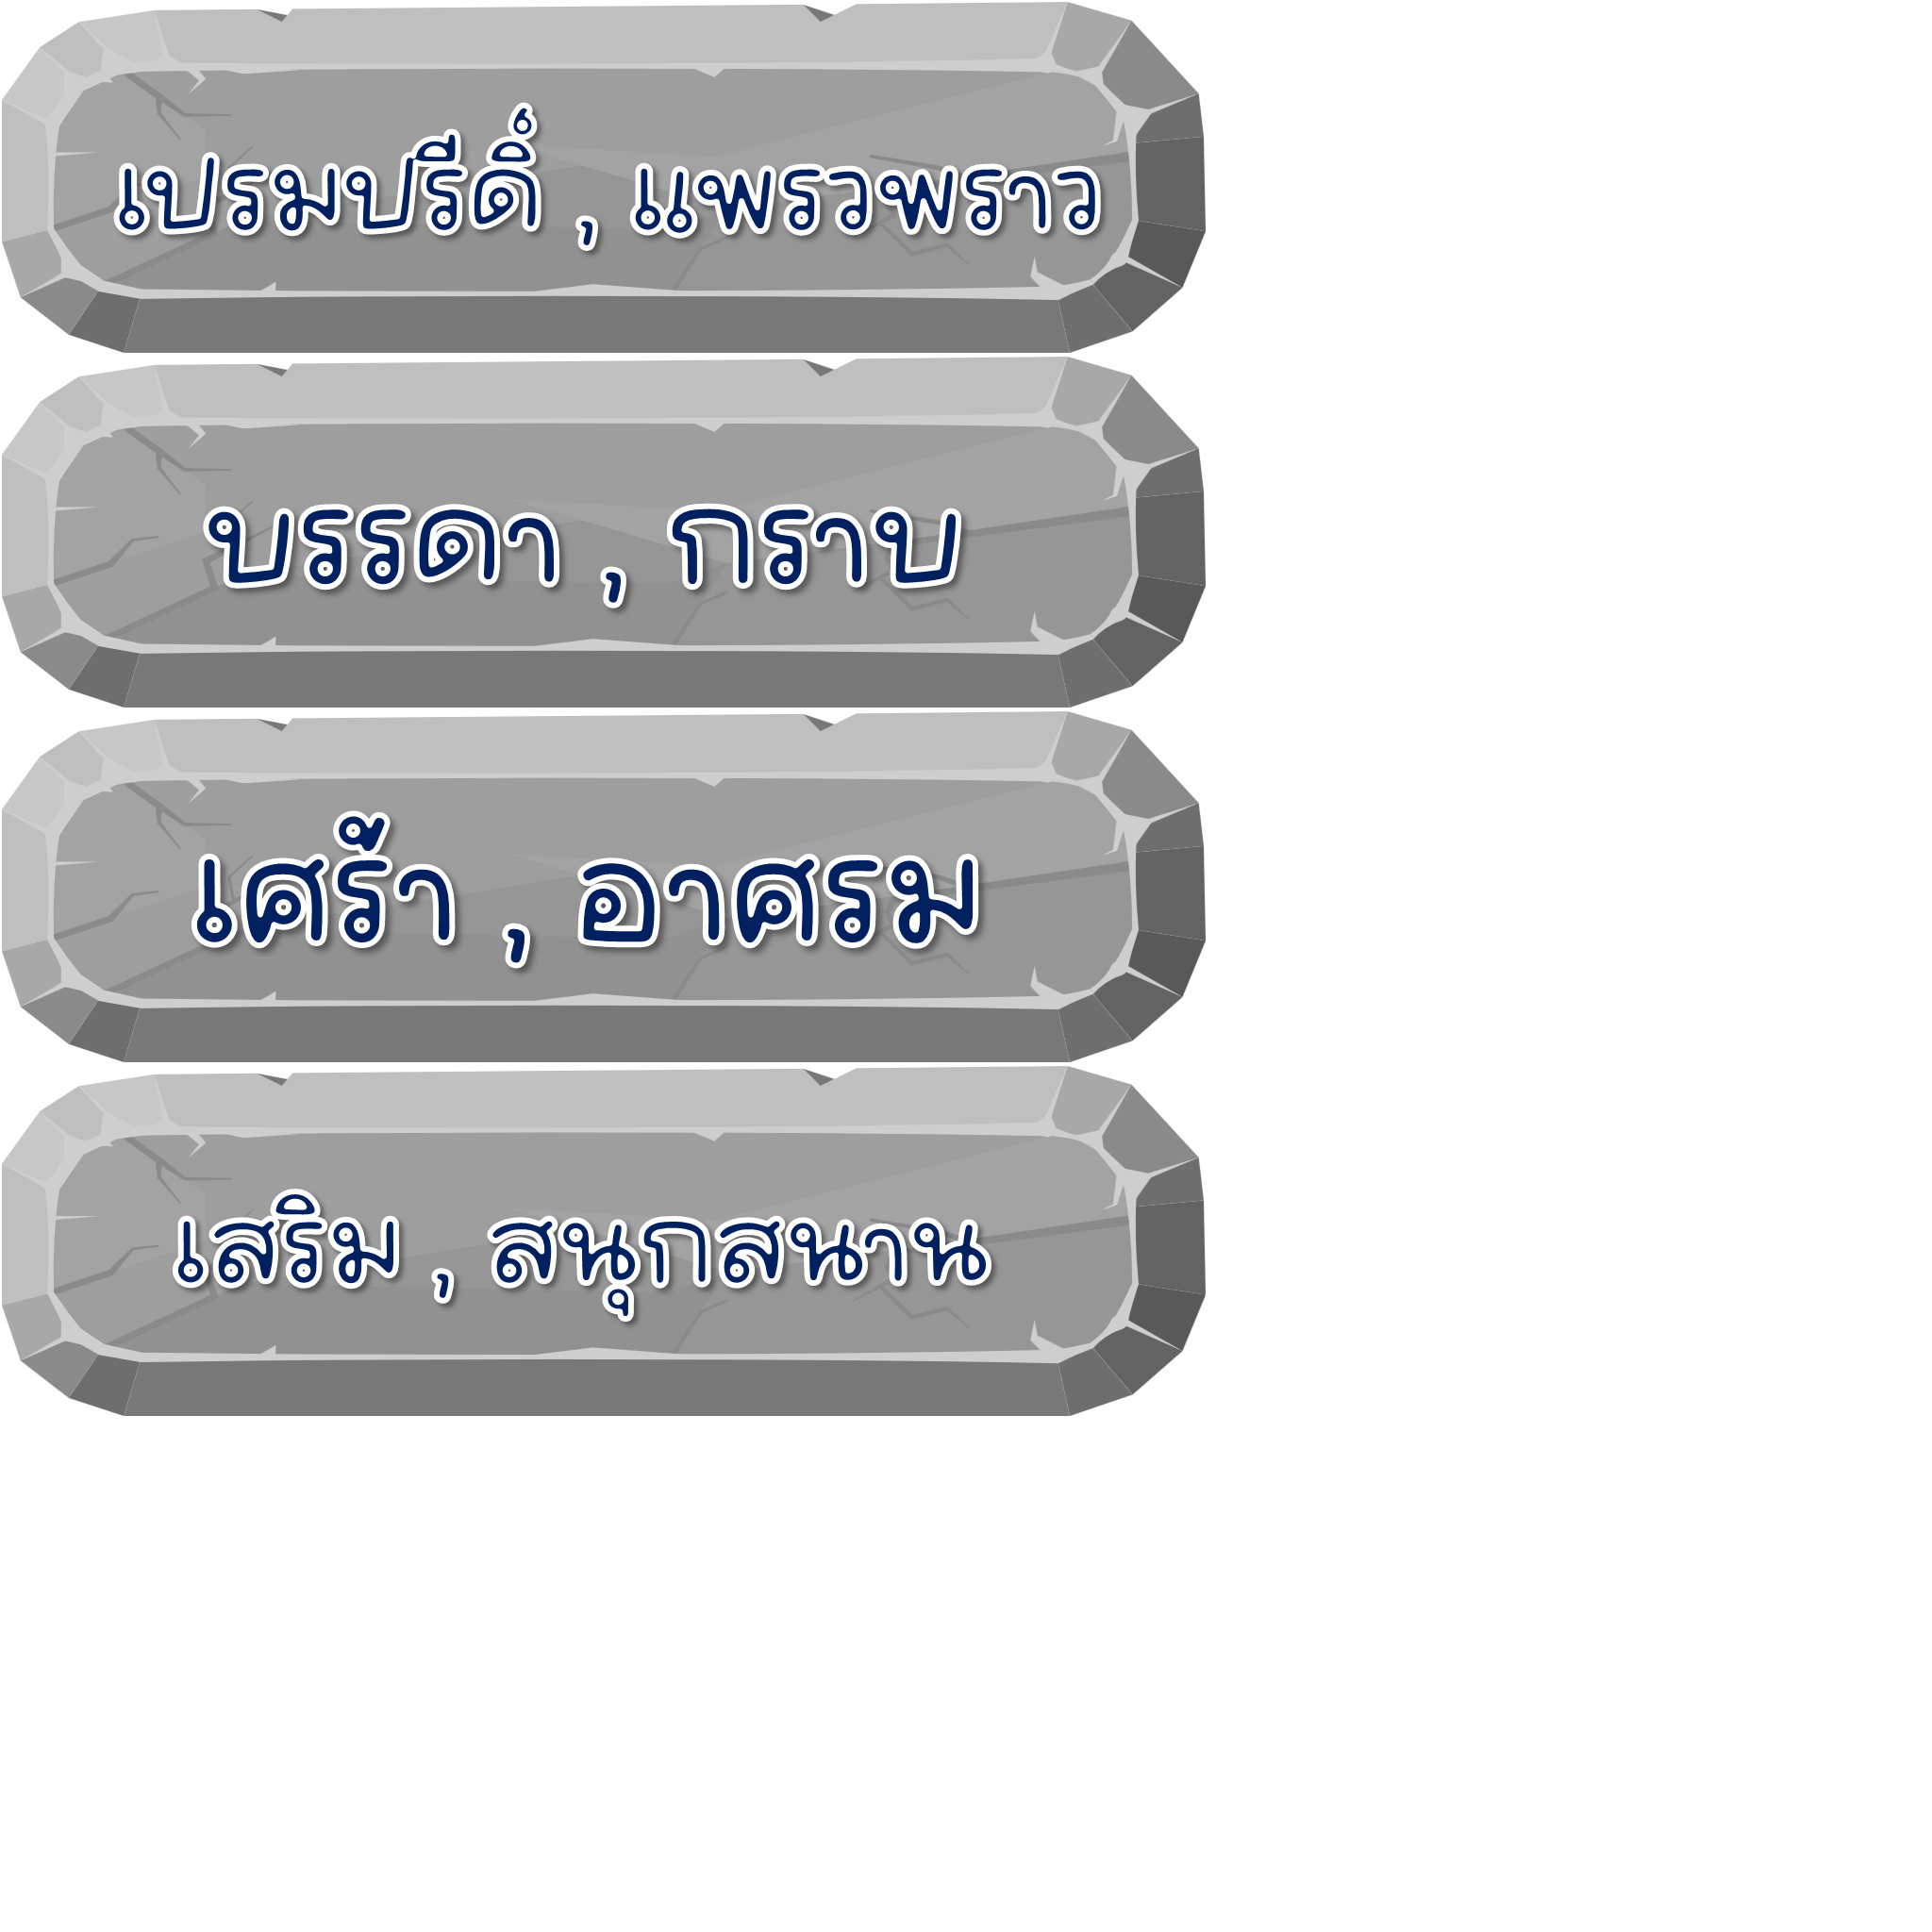 เปรมปรีดิ์ , แพรวพราว
บรรดา , กราบ
เศร้า , อาศรม
เสริม , สนุกสนาน